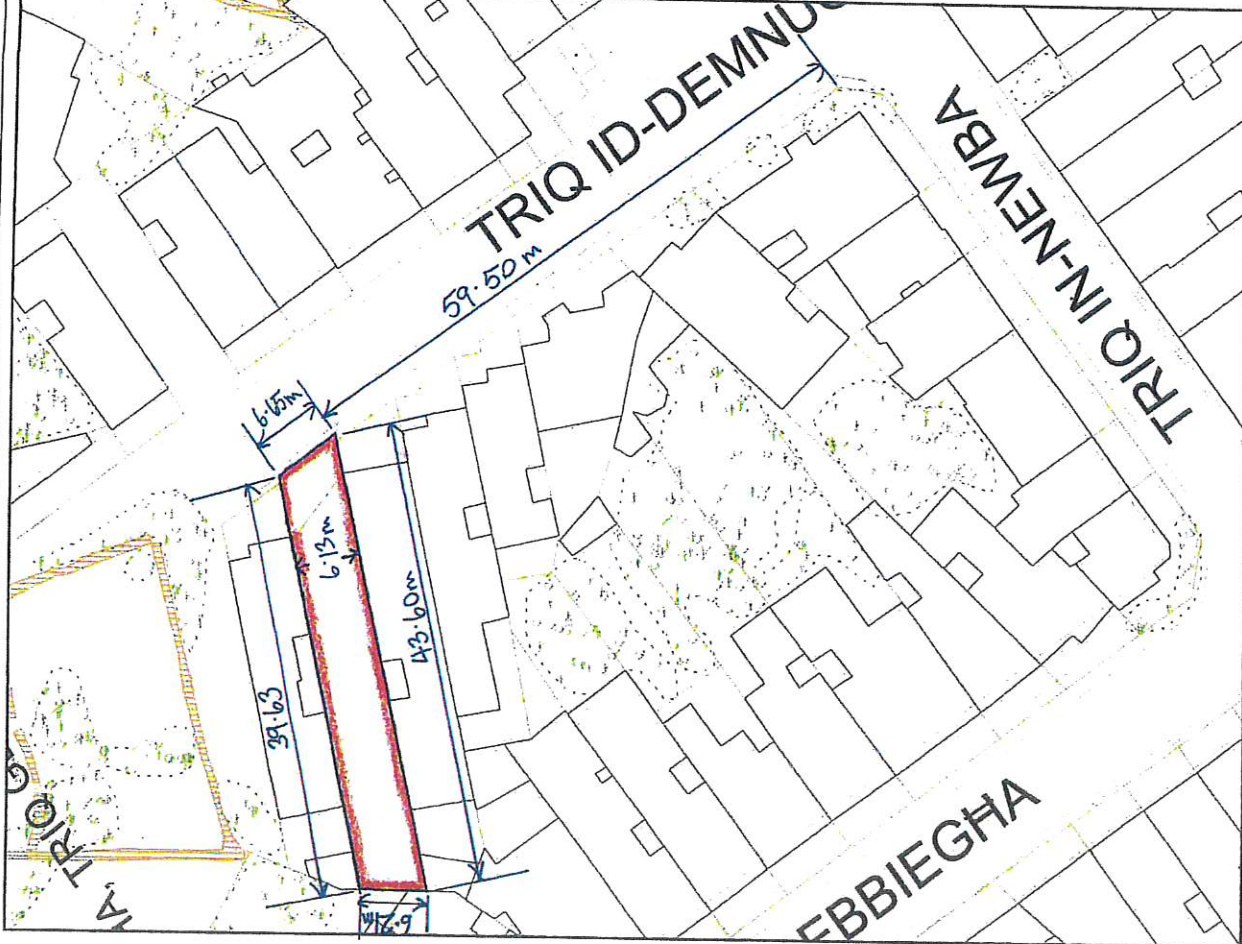 TRIQ ID-DEMNU
59.50 m
TRIQ IN-NEWBA
6.65m
6.13m
43.60m
39.63
TRIQ G
HA,
6.21m
EBBIEGĦA